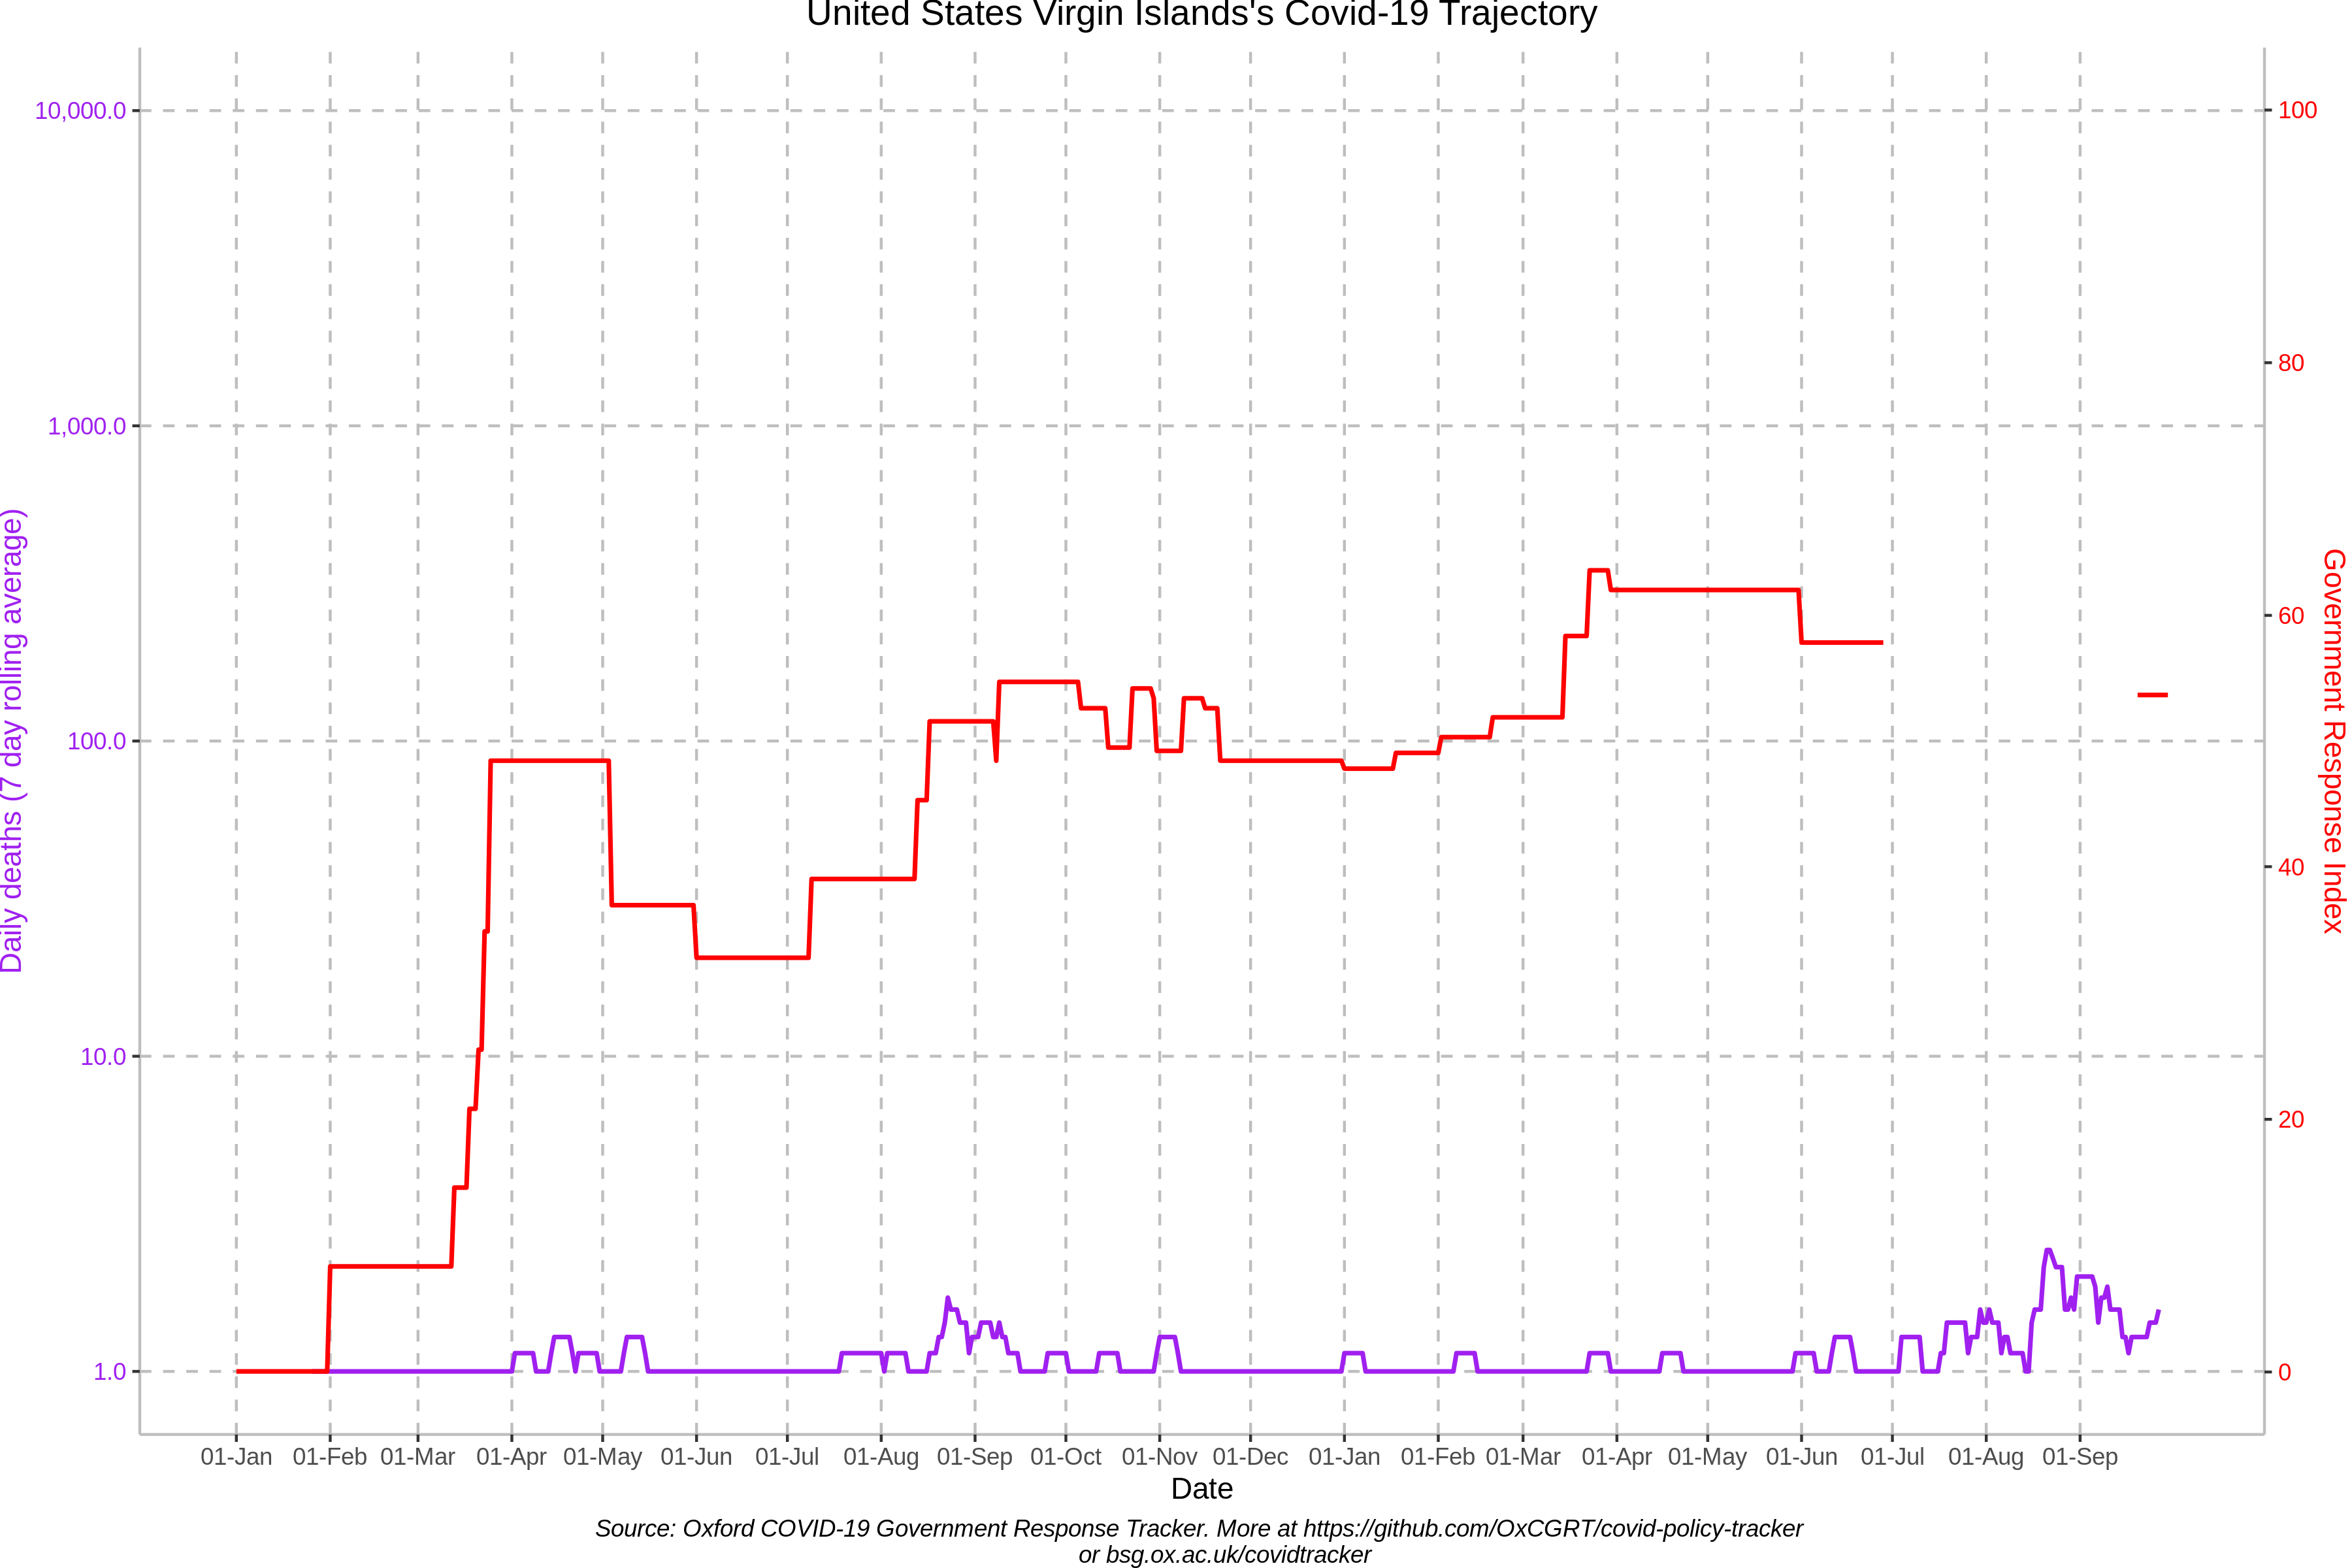 United States Virgin Islands's Covid-19 Trajectory
10,000.0
1,000.0
100.0
10.0
1.0
Daily deaths (7 day rolling average)
100
80
60
40
20
0
Government Response Index
01-Jan 01-Feb 01-Mar 01-Apr 01-May 01-Jun 01-Jul 01-Aug 01-Sep 01-Oct 01-Nov 01-Dec 01-Jan 01-Feb 01-Mar 01-Apr 01-May 01-Jun 01-Jul 01-Aug 01-Sep
Date
Source: Oxford COVID-19 Government Response Tracker. More at https://github.com/OxCGRT/covid-policy-tracker
or bsg.ox.ac.uk/covidtracker